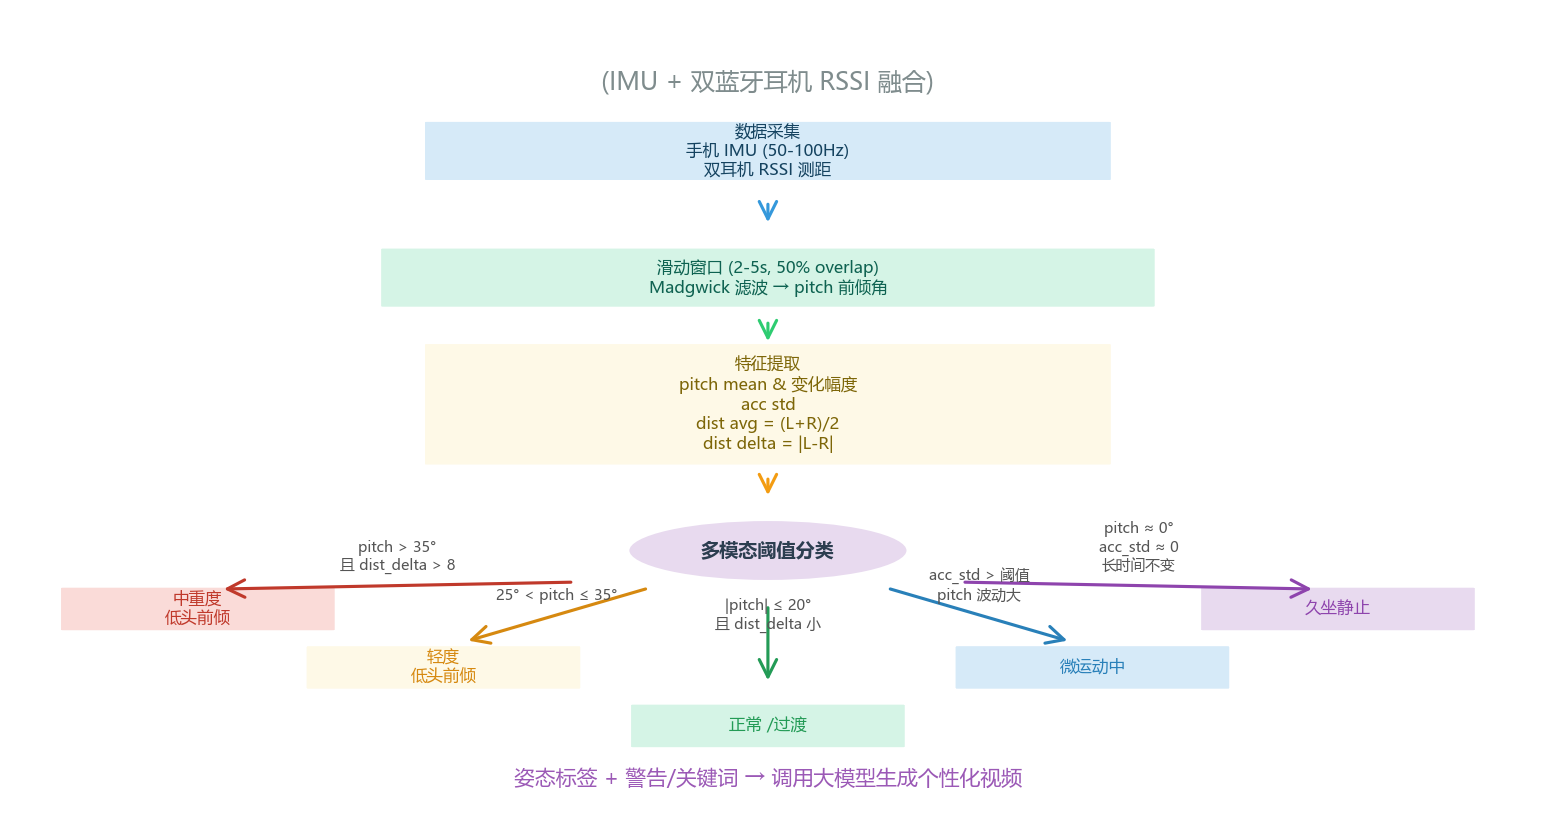 (IMU + 双蓝牙耳机 RSSI 融合)
数据采集
手机 IMU (50-100Hz)
双耳机 RSSI 测距
滑动窗口 (2-5s, 50% overlap)
Madgwick 滤波 → pitch 前倾角
特征提取
pitch mean & 变化幅度
acc std
dist avg = (L+R)/2
dist delta = |L-R|
多模态阈值分类
pitch > 35°
且 dist_delta > 8
中重度
低头前倾
25° < pitch ≤ 35°
轻度
低头前倾
|pitch| ≤ 20°
且 dist_delta 小
正常 /过渡
acc_std > 阈值
pitch 波动大
微运动中
pitch ≈ 0°
acc_std ≈ 0
长时间不变
久坐静止
姿态标签 + 警告/关键词 → 调用大模型生成个性化视频